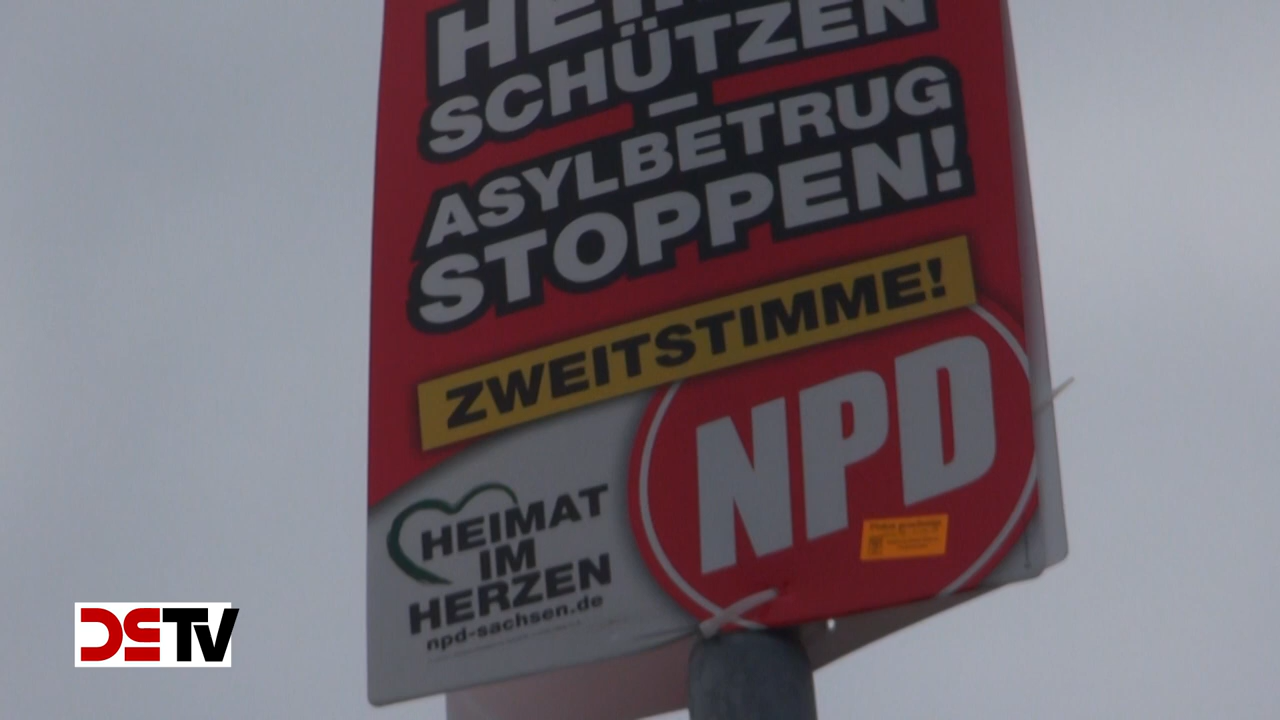 SCHÜTZEN
–
ASYLBETRUG
STOPPEN!
ZWEITSTIMME!
NPD
HEIMAT
IM
HERZEN
npd-sachsen.de
DSTV